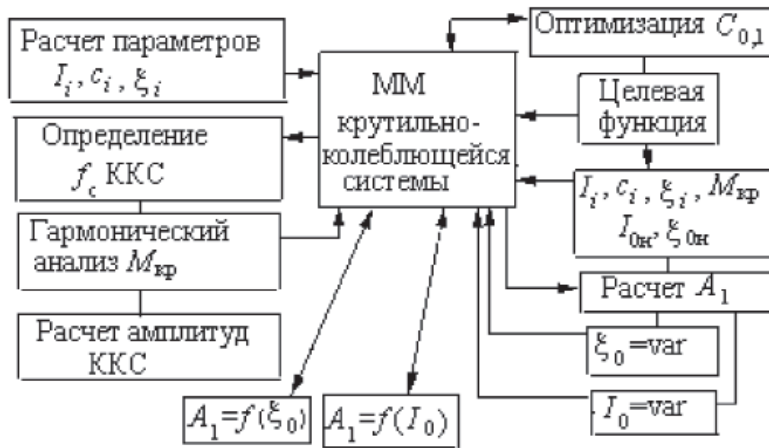 Расчет параметров
I_i, c_i, ξ_i
Определение
f_c ККС
Гармонический
анализ M_кр
Расчет амплитуд
ККС
ММ
крутильно-
колеблющейся
системы
Оптимизация C_0,1
Целевая
функция
I_i, c_i, ξ_i, M_кр
I_0н, ξ_0н
Расчет A_1
ξ_0=var
I_0=var
A_1=f(ξ_0)
A_1=f(I_0)